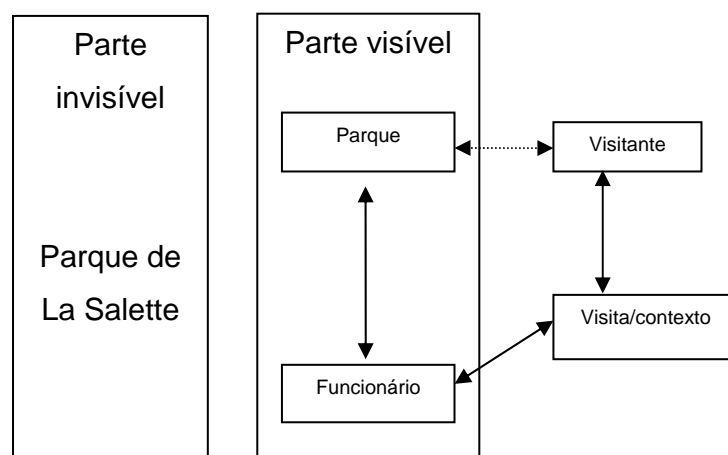 Parte
invisível
Parque de
La Salette
Parte visível
Parque
Funcionário
Visitante
Visita/contexto